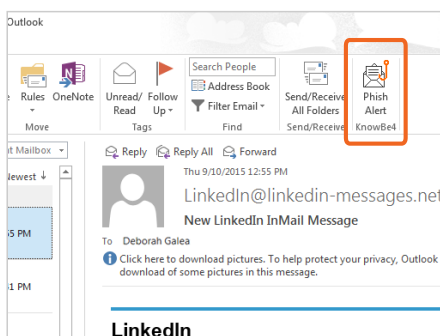 Outlook
Rules OneNote Unread/ Read Follow Up Search People Address Book Filter Email Send/Receive All Folders Phish Alert
Move Tags Find Send/Receive KnowBe4
Mailbox Reply Reply All Forward
Newest ↓ Thu 9/10/2015 12:55 PM
LinkedIn@linkedin-messages.net
New LinkedIn InMail Message
55 PM To Deborah Galea
Click here to download pictures. To help protect your privacy, Outlook
download of some pictures in this message.
1 PM
LinkedIn